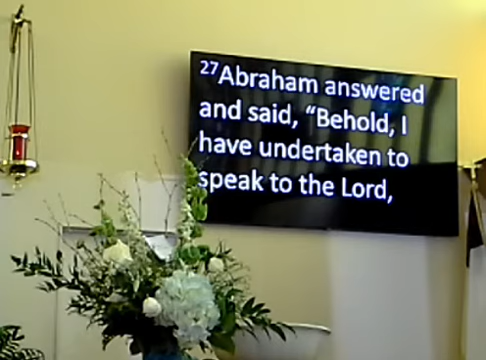 27Abraham answered
and said, “Behold, I
have undertaken to
speak to the Lord,